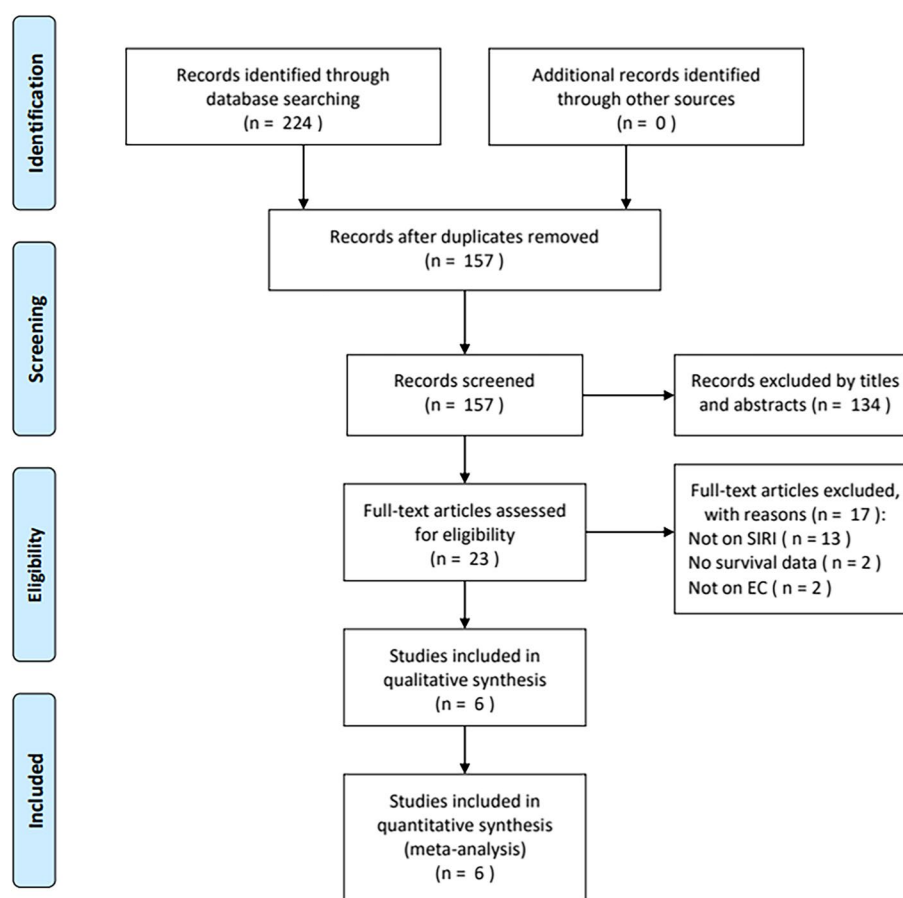 Identification
Records identified through
database searching
(n = 224 )
Additional records identified
through other sources
(n = 0 )
Records after duplicates removed
(n = 157 )
Screening
Records screened
(n = 157 )
Records excluded by titles
and abstracts (n = 134 )
Eligibility
Full-text articles assessed
for eligibility
(n = 23 )
Full-text articles excluded,
with reasons (n = 17 ):
Not on SIRI ( n = 13 )
No survival data ( n = 2 )
Not on EC ( n = 2 )
Studies included in
qualitative synthesis
(n = 6 )
Included
Studies included in
quantitative synthesis
(meta-analysis)
(n = 6 )